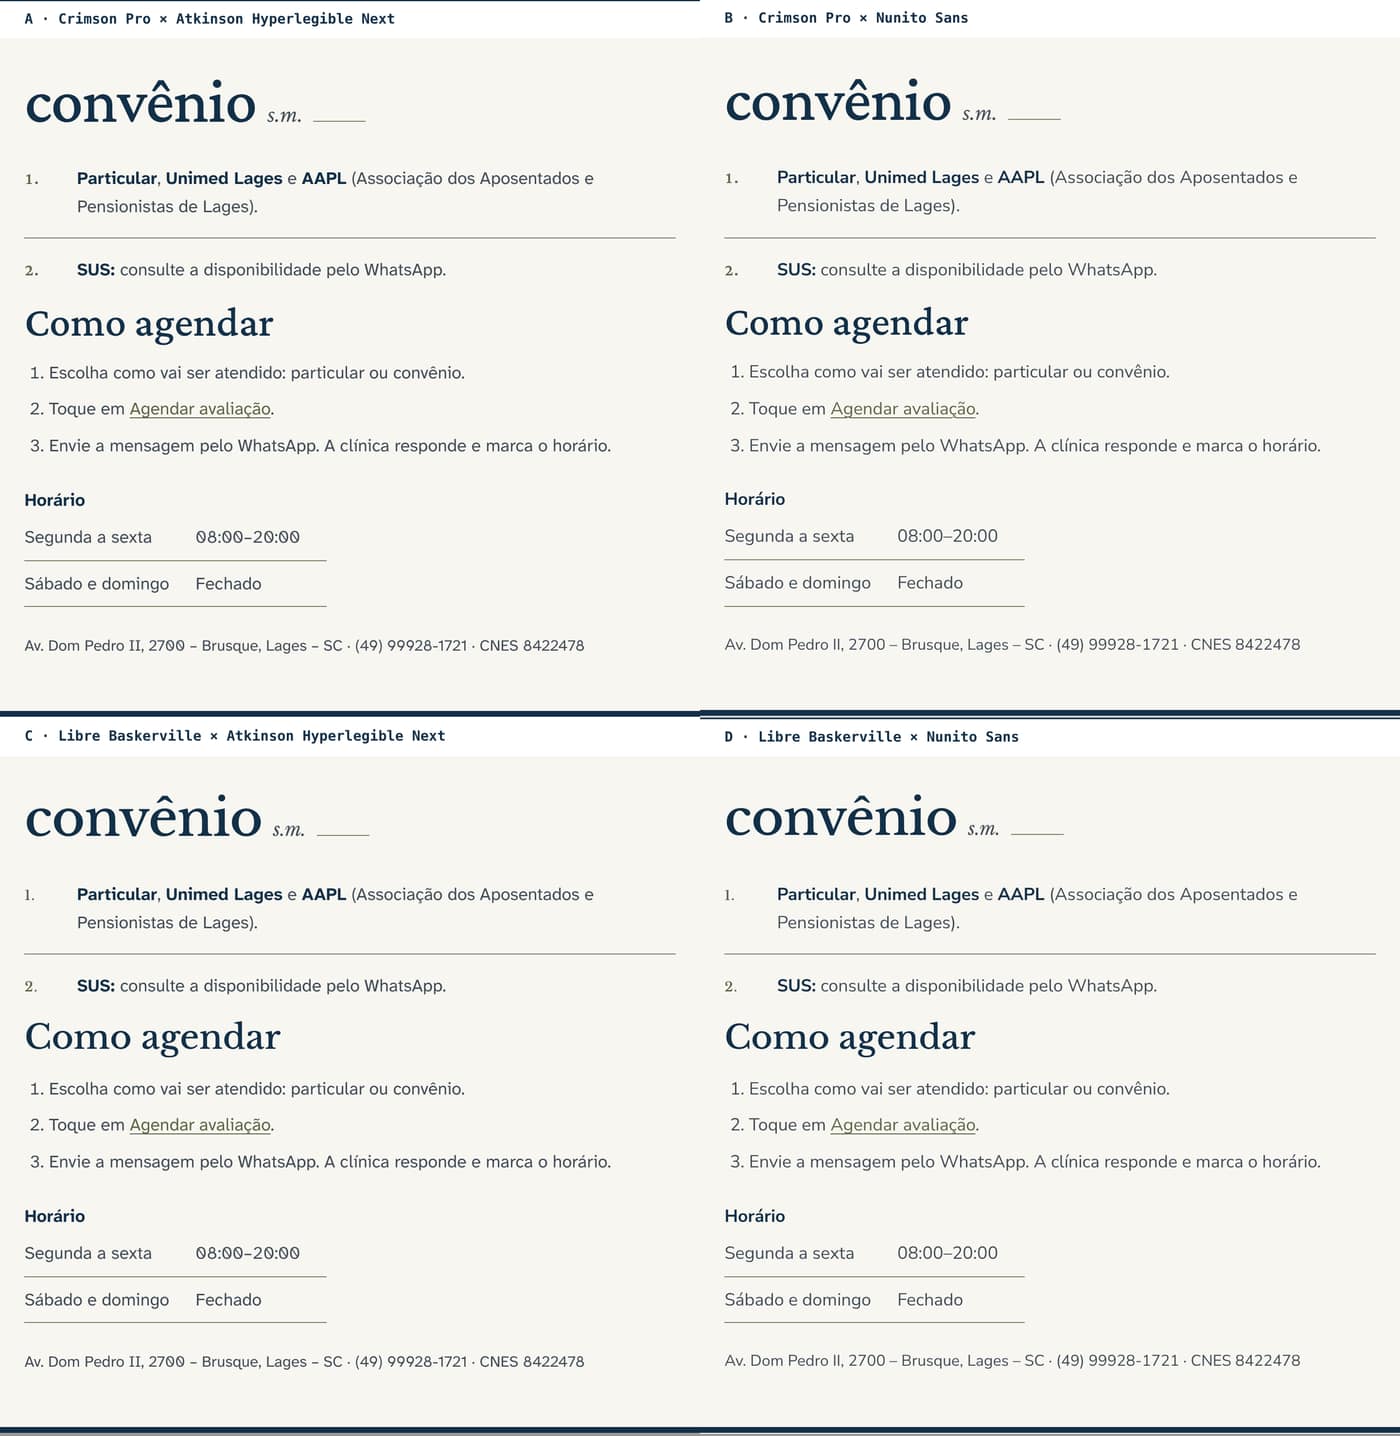 A · Crimson Pro × Atkinson Hyperlegible Next
convênio s.m.
1. Particular, Unimed Lages e AAPL (Associação dos Aposentados e
Pensionistas de Lages).
2. SUS: consulte a disponibilidade pelo WhatsApp.
Como agendar
1. Escolha como vai ser atendido: particular ou convênio.
2. Toque em Agendar avaliação.
3. Envie a mensagem pelo WhatsApp. A clínica responde e marca o horário.
Horário
Segunda a sexta 08:00–20:00
Sábado e domingo Fechado
Av. Dom Pedro II, 2700 – Brusque, Lages – SC · (49) 99928-1721 · CNES 8422478
B · Crimson Pro × Nunito Sans
convênio s.m.
1. Particular, Unimed Lages e AAPL (Associação dos Aposentados e
Pensionistas de Lages).
2. SUS: consulte a disponibilidade pelo WhatsApp.
Como agendar
1. Escolha como vai ser atendido: particular ou convênio.
2. Toque em Agendar avaliação.
3. Envie a mensagem pelo WhatsApp. A clínica responde e marca o horário.
Horário
Segunda a sexta 08:00–20:00
Sábado e domingo Fechado
Av. Dom Pedro II, 2700 – Brusque, Lages – SC · (49) 99928-1721 · CNES 8422478
C · Libre Baskerville × Atkinson Hyperlegible Next
convênio s.m.
1. Particular, Unimed Lages e AAPL (Associação dos Aposentados e
Pensionistas de Lages).
2. SUS: consulte a disponibilidade pelo WhatsApp.
Como agendar
1. Escolha como vai ser atendido: particular ou convênio.
2. Toque em Agendar avaliação.
3. Envie a mensagem pelo WhatsApp. A clínica responde e marca o horário.
Horário
Segunda a sexta 08:00–20:00
Sábado e domingo Fechado
Av. Dom Pedro II, 2700 – Brusque, Lages – SC · (49) 99928-1721 · CNES 8422478
D · Libre Baskerville × Nunito Sans
convênio s.m.
1. Particular, Unimed Lages e AAPL (Associação dos Aposentados e
Pensionistas de Lages).
2. SUS: consulte a disponibilidade pelo WhatsApp.
Como agendar
1. Escolha como vai ser atendido: particular ou convênio.
2. Toque em Agendar avaliação.
3. Envie a mensagem pelo WhatsApp. A clínica responde e marca o horário.
Horário
Segunda a sexta 08:00–20:00
Sábado e domingo Fechado
Av. Dom Pedro II, 2700 – Brusque, Lages – SC · (49) 99928-1721 · CNES 8422478